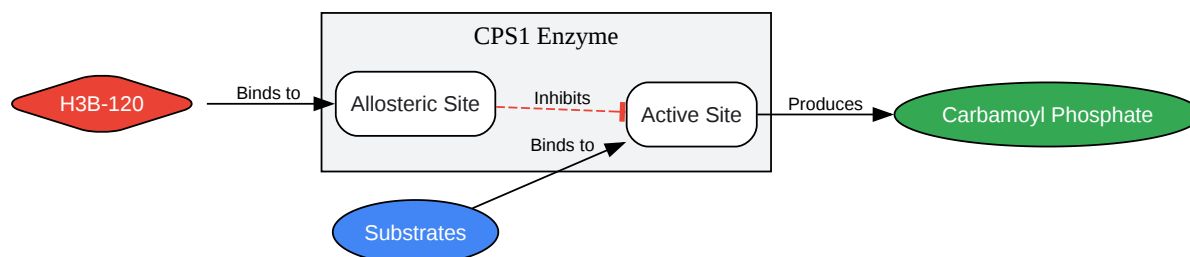 CPS1 Enzyme
H3B-120
Binds to
Allosteric Site
Inhibits
Active Site
Produces
Carbamoyl Phosphate
Binds to
Substrates